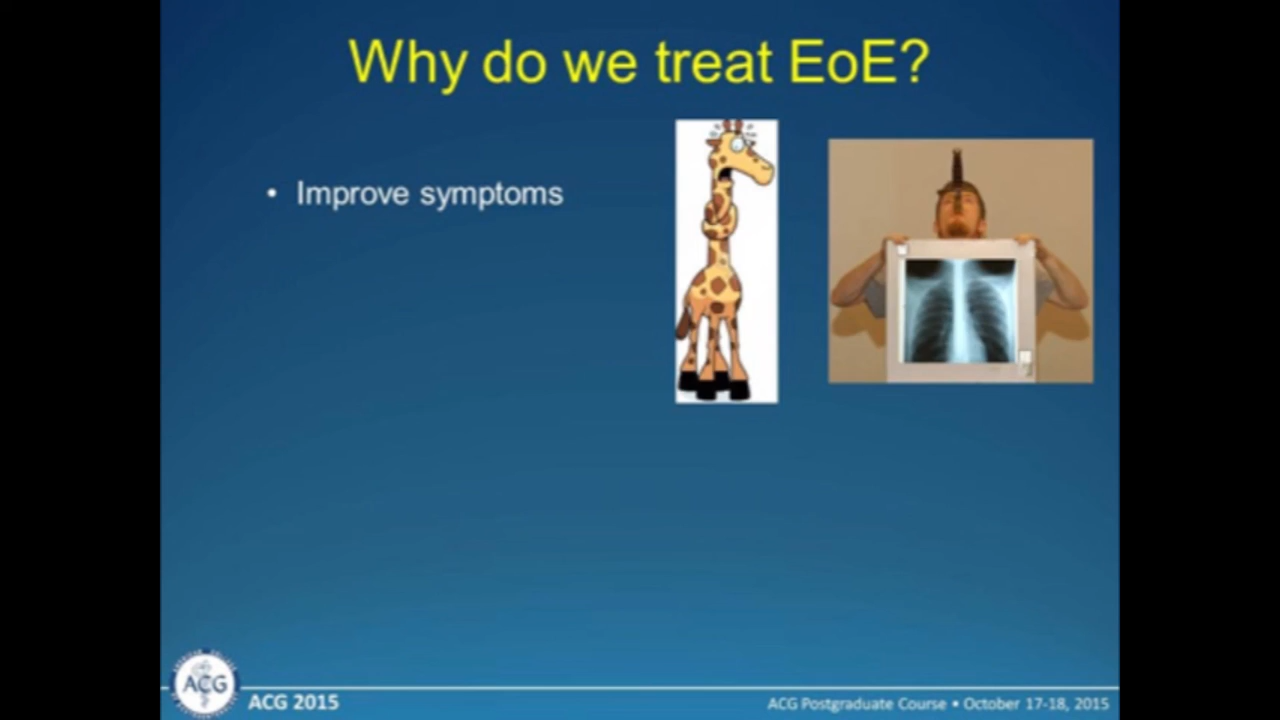 Why do we treat EoE?
• Improve symptoms
ACG
ACG 2015
ACG Postgraduate Course • October 17-18, 2015